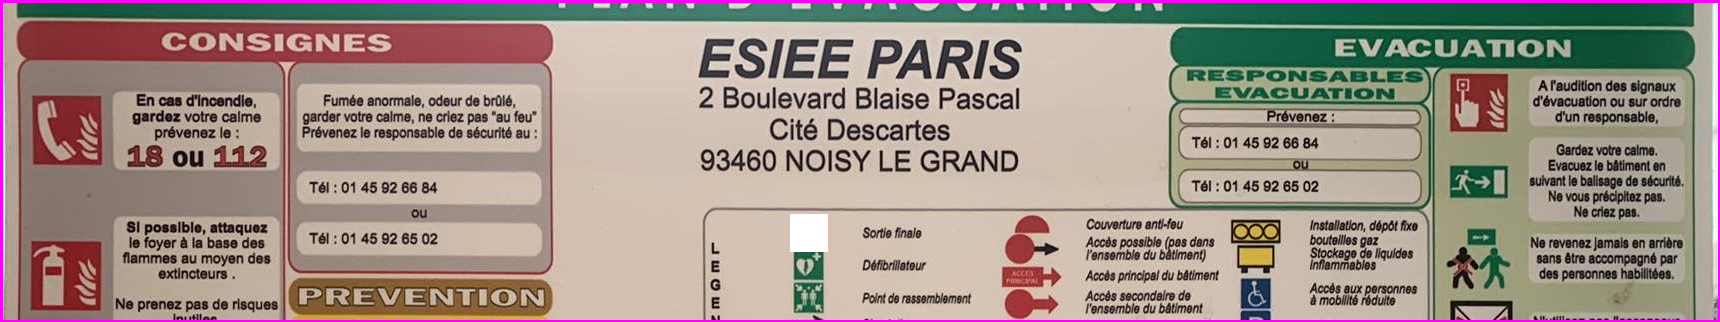 PLAN D'EVACUATION
CONSIGNES
En cas d'incendie,
gardez votre calme
prévenez le :
18 ou 112
Si possible, attaquez
le foyer à la base des
flammes au moyen des
extincteurs .
Ne prenez pas de risques
inutiles
Fumée anormale, odeur de brûlé,
garder votre calme, ne criez pas "au feu"
Prévenez le responsable de sécurité au :
Tél : 01 45 92 66 84
ou
Tél : 01 45 92 65 02
PREVENTION
ESIEE PARIS
2 Boulevard Blaise Pascal
Cité Descartes
93460 NOISY LE GRAND
L
E
G
E
N
Sortie finale
Défibrillateur
Point de rassemblement
Couverture anti-feu
Accès possible (pas dans
l'ensemble du bâtiment)
ACCES
PRINCIPAL
Accès principal du bâtiment
Accès secondaire de
l'ensemble du bâtiment
Installation, dépôt fixe
bouteilles gaz
Stockage de liquides
inflammables
Accès aux personnes
à mobilité réduite
EVACUATION
RESPONSABLES
EVACUATION
Prévenez :
Tél : 01 45 92 66 84
ou
Tél : 01 45 92 65 02
A l'audition des signaux
d'évacuation ou sur ordre
d'un responsable,
Gardez votre calme.
Evacuez le bâtiment en
suivant le balisage de sécurité.
Ne vous précipitez pas.
Ne criez pas.
Ne revenez jamais en arrière
sans être accompagné par
des personnes habilitées.